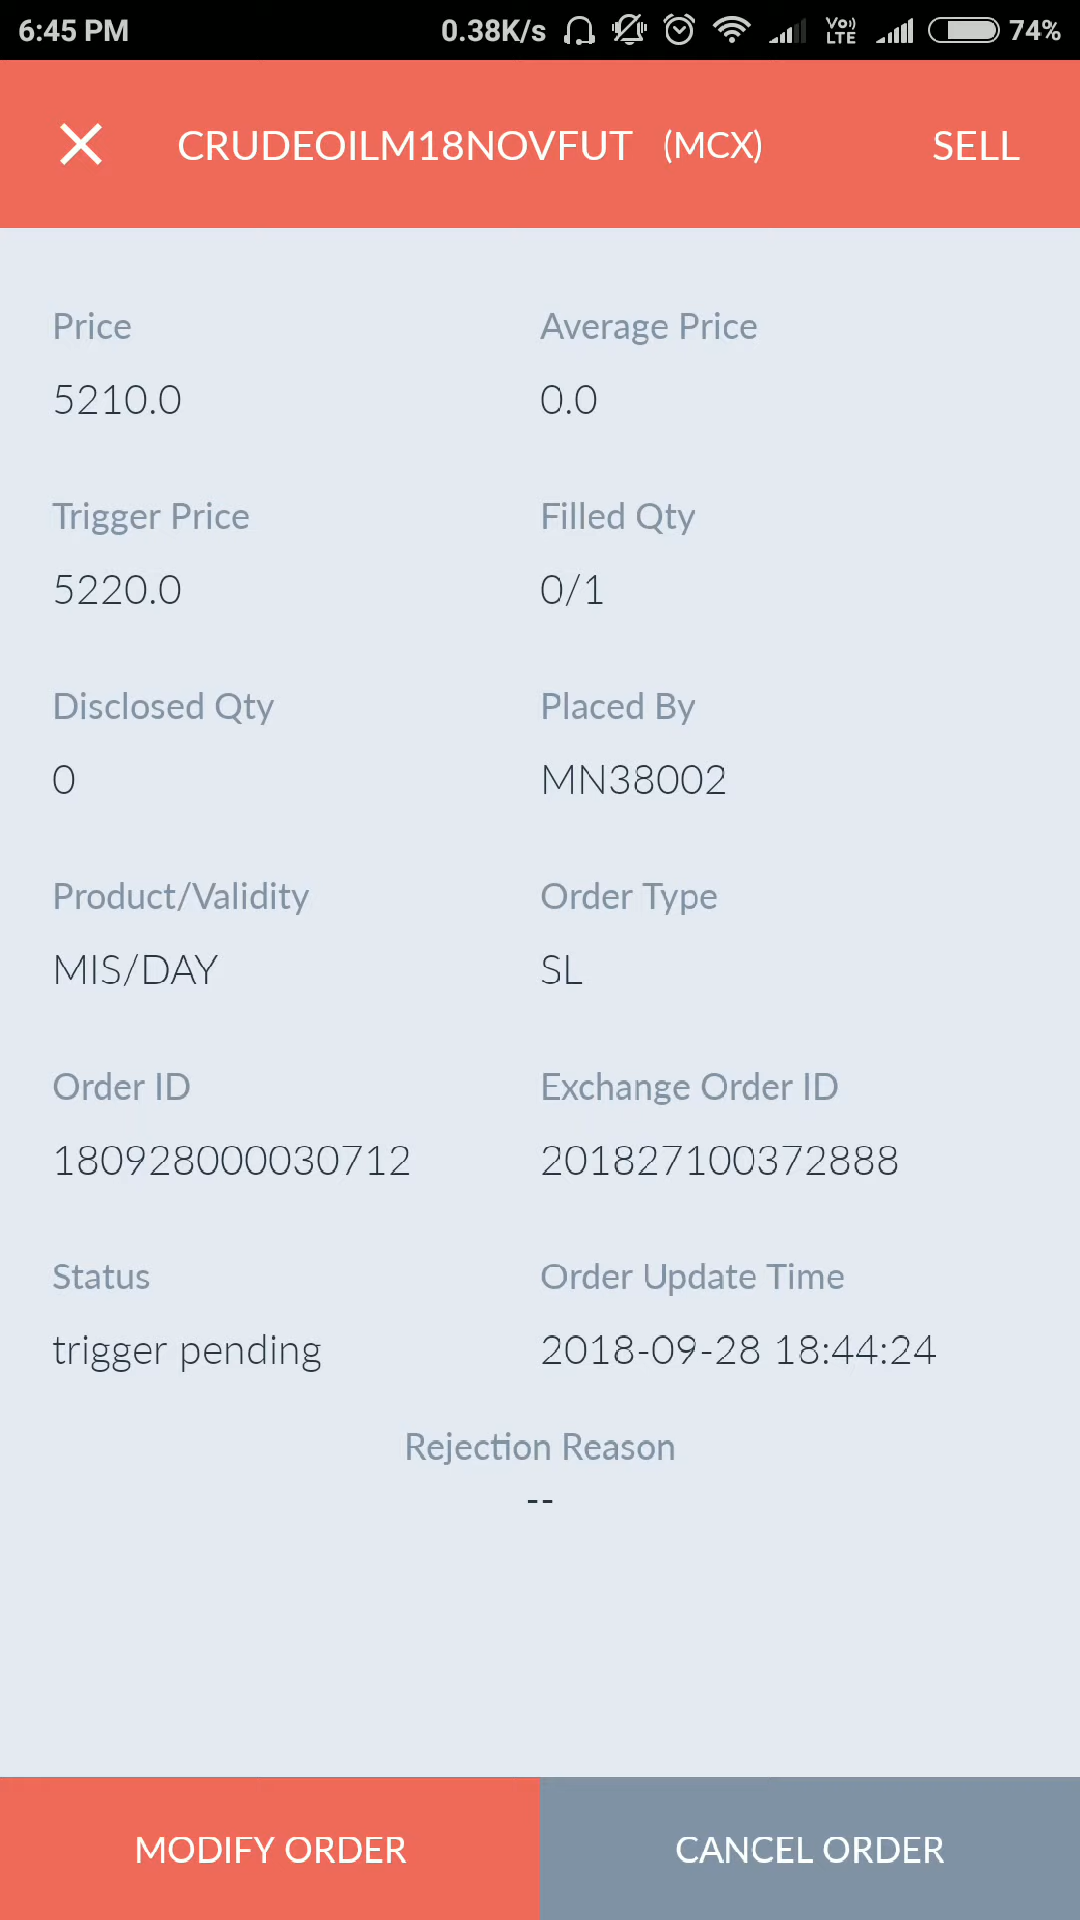 6:45 PM 0.38K/s Vo) LTE 74%
CRUDEOILM18NOVFUT (MCX) SELL
Price Average Price
5210.0 0.0
Trigger Price Filled Qty
5220.0 0/1
Disclosed Qty Placed By
0 MN38002
Product/Validity Order Type
MIS/DAY SL
Order ID Exchange Order ID
180928000030712 201827100372888
Status Order Update Time
trigger pending 2018-09-28 18:44:24
Rejection Reason
--
MODIFY ORDER CANCEL ORDER